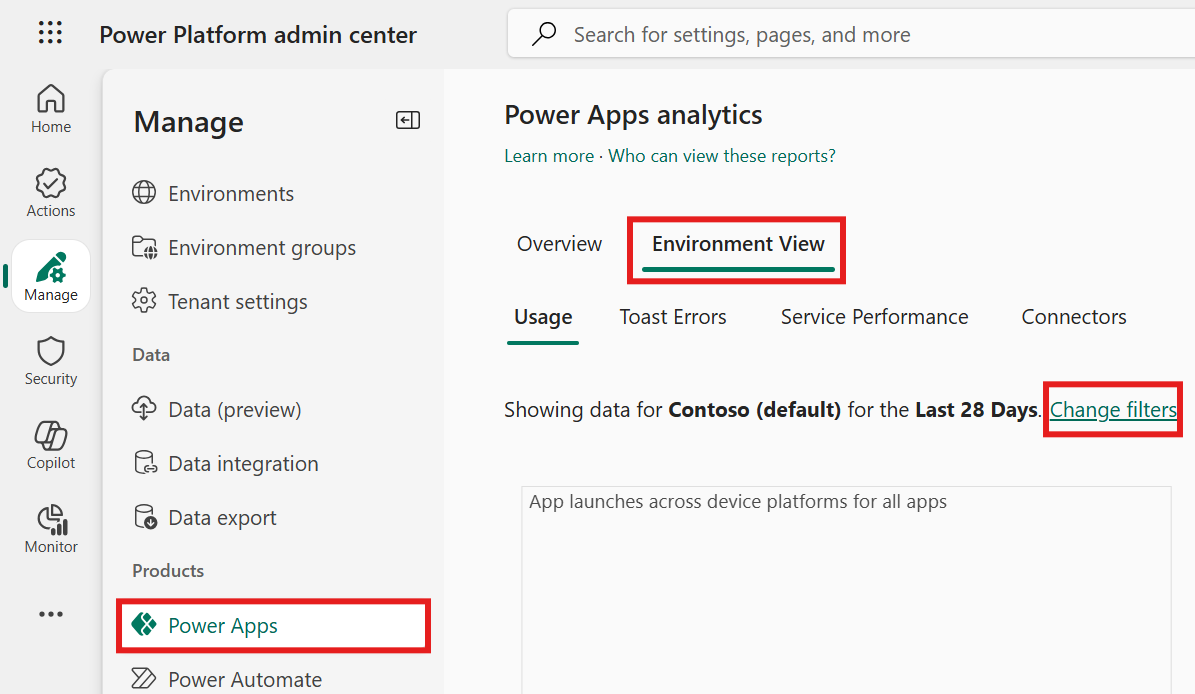 Power Platform admin center
Search for settings, pages, and more
Home
Actions
Manage
Security
Copilot
Monitor
Manage
Environments
Environment groups
Tenant settings
Data
Data (preview)
Data integration
Data export
Products
Power Apps
Power Automate
Power Apps analytics
Learn more · Who can view these reports?
Overview Environment View
Usage Toast Errors Service Performance Connectors
Showing data for Contoso (default) for the Last 28 Days. Change filters
App launches across device platforms for all apps